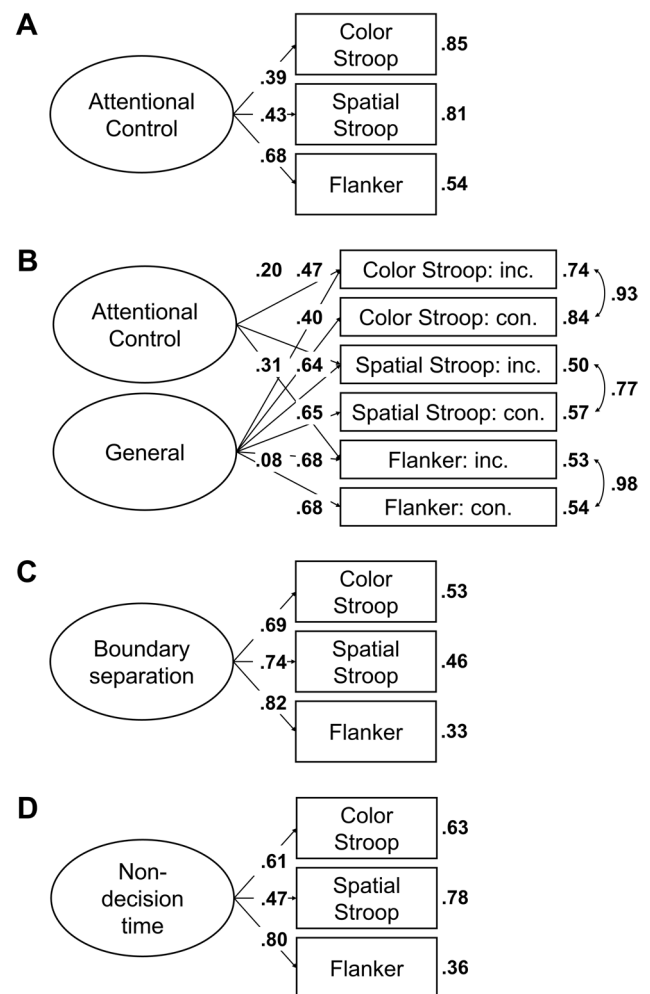 A
Attentional
Control
.39
.43
.68
Color
Stroop
.85
Spatial
Stroop
.81
Flanker
.54
B
Attentional
Control
General
.20 .47
.40
.31 .64
.65
.08 .68
.68
Color Stroop: inc.
.74
Color Stroop: con.
.84
.93
Spatial Stroop: inc.
.50
Spatial Stroop: con.
.57
.77
Flanker: inc.
.53
Flanker: con.
.54
.98
C
Boundary
separation
.69
.74
.82
Color
Stroop
.53
Spatial
Stroop
.46
Flanker
.33
D
Non-
decision
time
.61
.47
.80
Color
Stroop
.63
Spatial
Stroop
.78
Flanker
.36